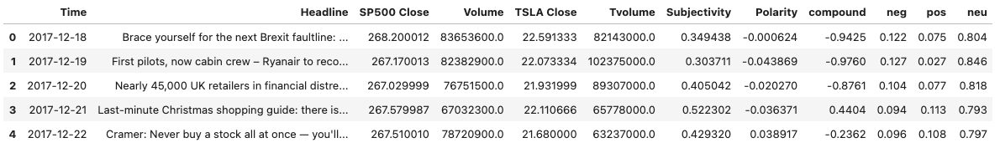 Time Headline SP500 Close Volume TSLA Close Tvolume Subjectivity Polarity compound neg pos neu
0 2017-12-18 Brace yourself for the next Brexit faultline: ... 268.200012 83653600.0 22.591333 82143000.0 0.349438 -0.000624 -0.9425 0.122 0.075 0.804
1 2017-12-19 First pilots, now cabin crew – Ryanair to reco... 267.170013 82382900.0 22.073334 102375000.0 0.303711 -0.043869 -0.9760 0.127 0.027 0.846
2 2017-12-20 Nearly 45,000 UK retailers in financial distre... 267.029999 76751500.0 21.931999 89307000.0 0.405042 -0.020270 -0.8761 0.104 0.077 0.818
3 2017-12-21 Last-minute Christmas shopping guide: there is... 267.579987 67032300.0 22.110666 65778000.0 0.522302 -0.036371 0.4404 0.094 0.113 0.793
4 2017-12-22 Cramer: Never buy a stock all at once — you'll... 267.510010 78720900.0 21.680000 63237000.0 0.429320 0.038917 -0.2362 0.096 0.108 0.797